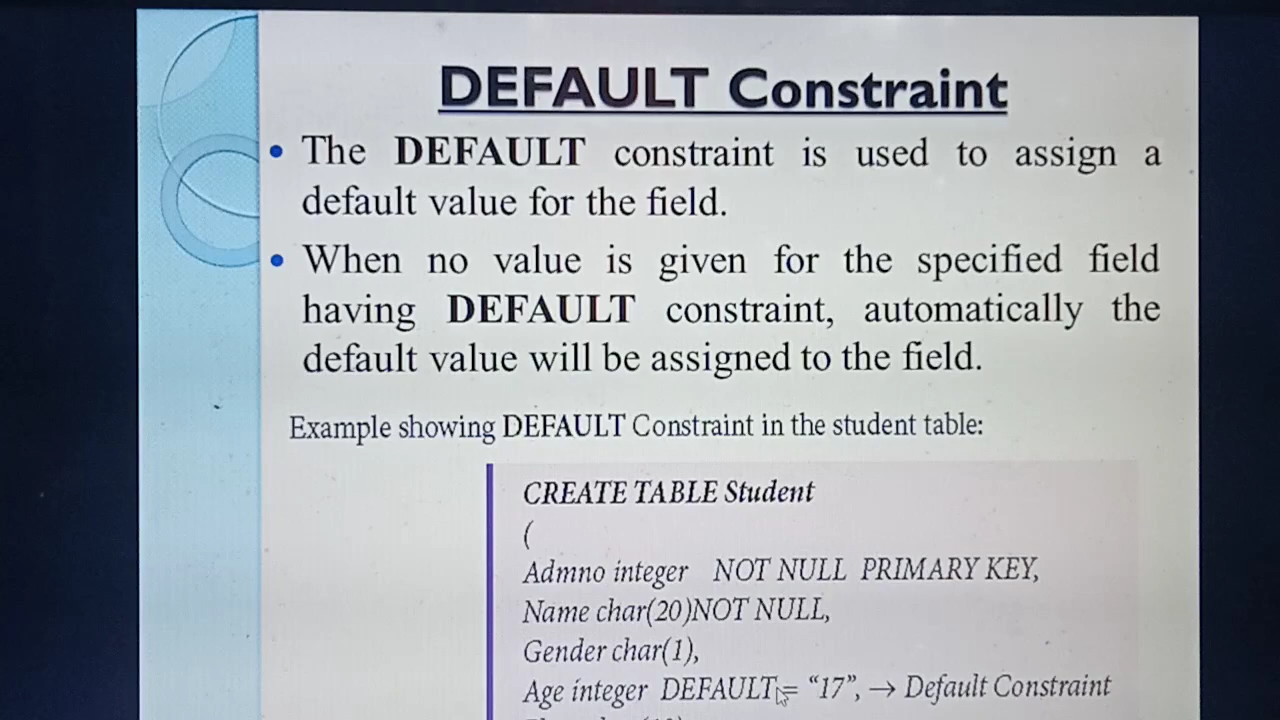 DEFAULT Constraint
• The DEFAULT constraint is used to assign a
default value for the field.
• When no value is given for the specified field
having DEFAULT constraint, automatically the
default value will be assigned to the field.
Example showing DEFAULT Constraint in the student table:
CREATE TABLE Student
(
Admno integer NOT NULL PRIMARY KEY,
Name char(20)NOT NULL,
Gender char(1),
Age integer DEFAULT = “17”, → Default Constraint